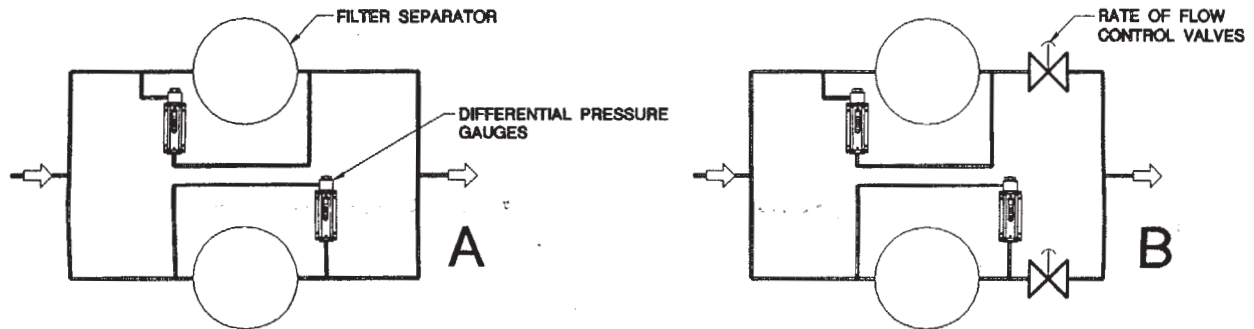 FILTER SEPARATOR
RATE OF FLOW
CONTROL VALVES
DIFFERENTIAL PRESSURE
GAUGES
A
B